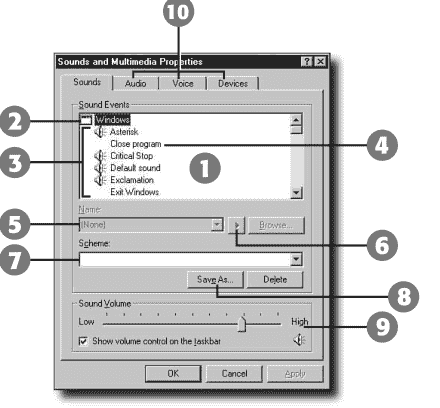 10
Sounds and Multimedia Properties
Sounds Audio Voice Devices
Sound Events
2 Windows
Asterisk
3 Close program 4
Critical Stop
1
Default sound
Exclamation
Exit Windows
Name:
5 (None) Browse... 6
Scheme:
7
Save As... Delete 8
Sound Volume
Low High 9
Show volume control on the taskbar
OK Cancel Apply